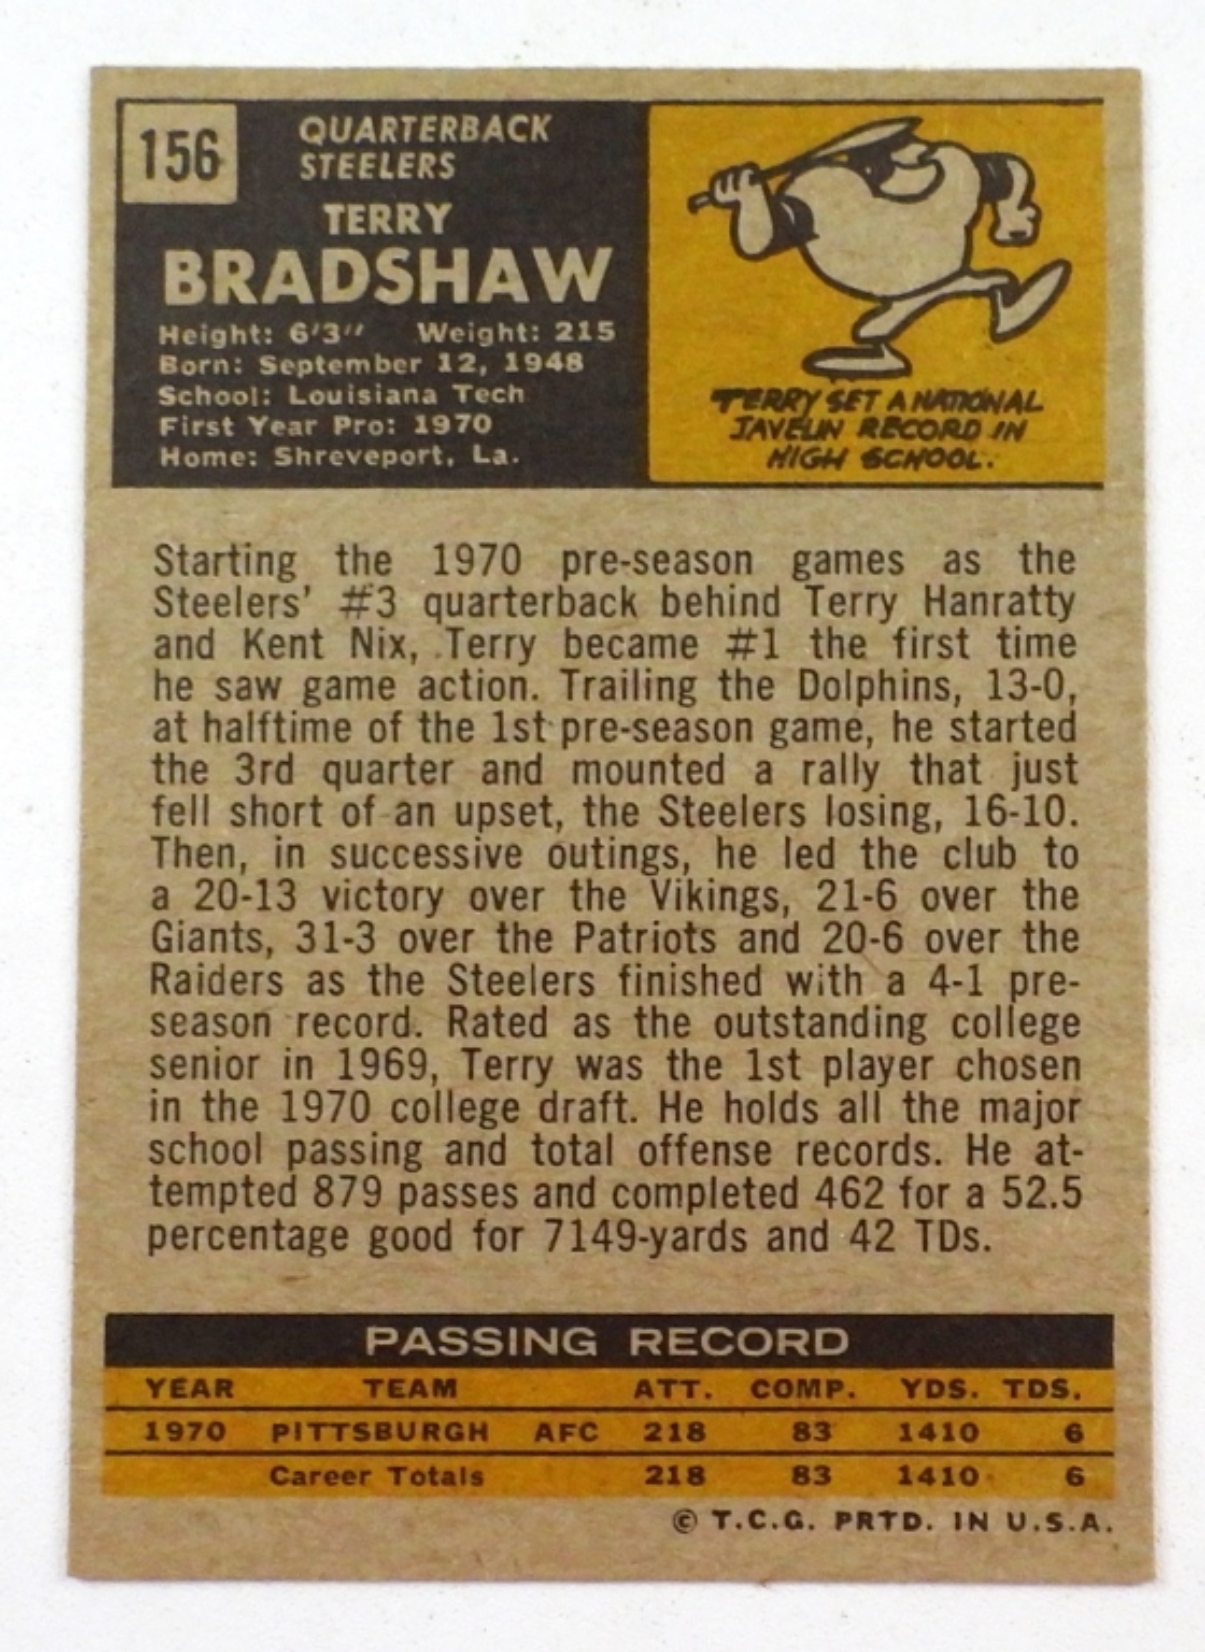 156
QUARTERBACK
STEELERS
TERRY
BRADSHAW
Height: 6'3" Weight: 215
Born: September 12, 1948
School: Louisiana Tech
First Year Pro: 1970
Home: Shreveport, La.
TERRY SET A NATIONAL
JAVELIN RECORD IN
HIGH SCHOOL.
Starting the 1970 pre-season games as the
Steelers' #3 quarterback behind Terry Hanratty
and Kent Nix, Terry became #1 the first time
he saw game action. Trailing the Dolphins, 13-0,
at halftime of the 1st pre-season game, he started
the 3rd quarter and mounted a rally that just
fell short of an upset, the Steelers losing, 16-10.
Then, in successive outings, he led the club to
a 20-13 victory over the Vikings, 21-6 over the
Giants, 31-3 over the Patriots and 20-6 over the
Raiders as the Steelers finished with a 4-1 pre-
season record. Rated as the outstanding college
senior in 1969, Terry was the 1st player chosen
in the 1970 college draft. He holds all the major
school passing and total offense records. He at-
tempted 879 passes and completed 462 for a 52.5
percentage good for 7149-yards and 42 TDs.
PASSING RECORD
YEAR TEAM ATT. COMP. YDS. TDS.
1970 PITTSBURGH AFC 218 83 1410 6
Career Totals 218 83 1410 6
© T.C.G. PRTD. IN U.S.A.